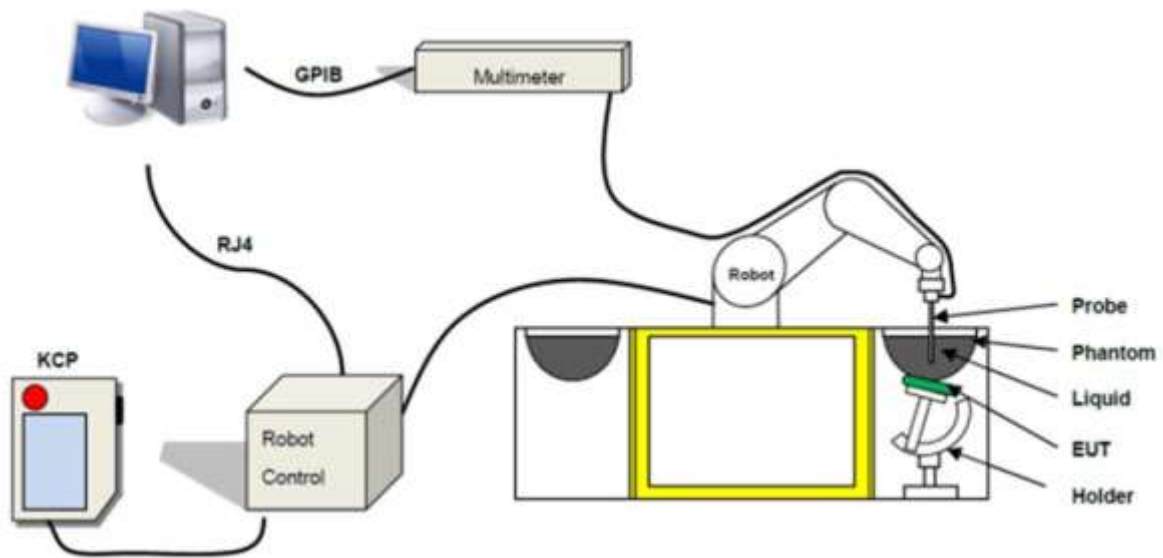 GPIB
Multimeter
RJ4
Robot
Probe
Phantom
KCP
Liquid
Robot
Control
EUT
Holder